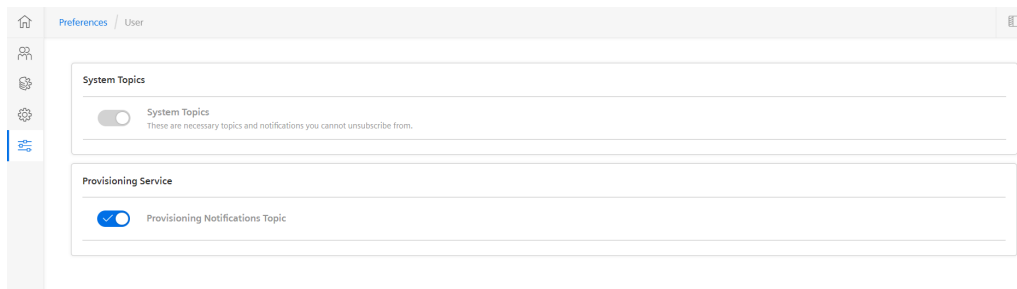 Preferences / User
System Topics
System Topics
These are necessary topics and notifications you cannot unsubscribe from.
Provisioning Service
Provisioning Notifications Topic